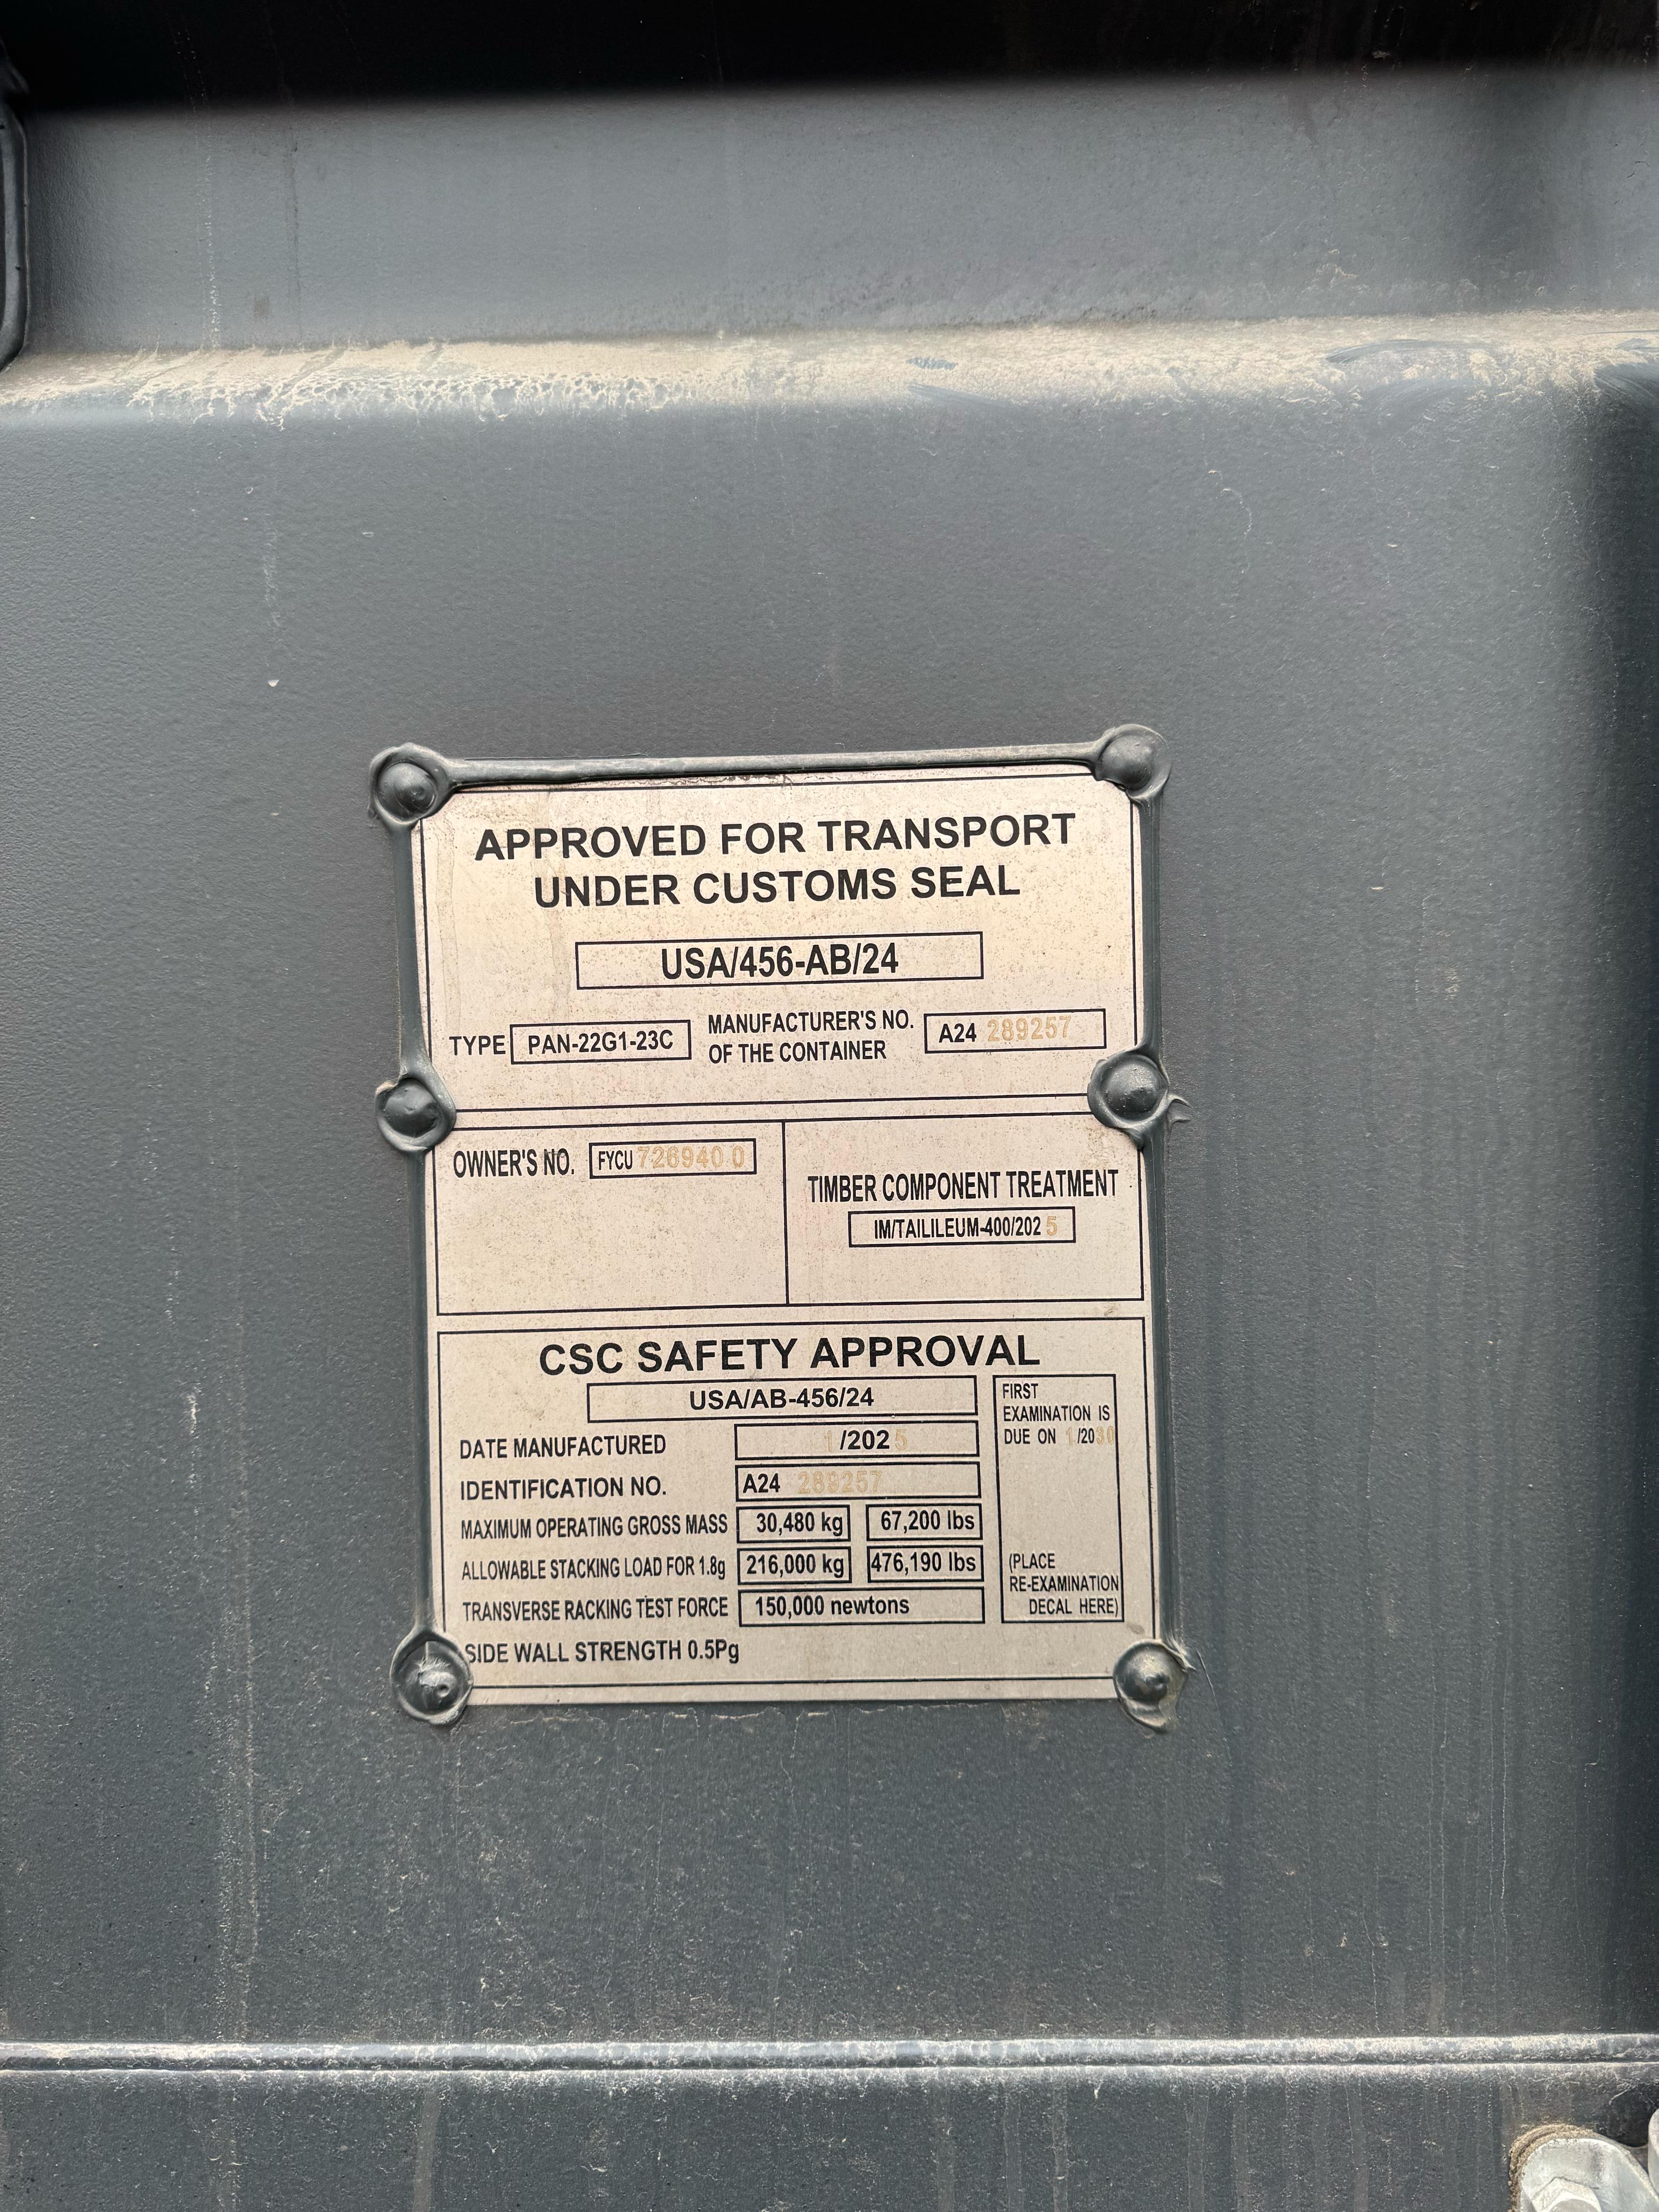 APPROVED FOR TRANSPORT
UNDER CUSTOMS SEAL
USA/456-AB/24
TYPE PAN-22G1-23C
MANUFACTURER'S NO.
OF THE CONTAINER
A24 289257
OWNER'S NO. FYCU 726940 0
TIMBER COMPONENT TREATMENT
IM/TAILILEUM-400/2025
CSC SAFETY APPROVAL
USA/AB-456/24
DATE MANUFACTURED 1/2025
IDENTIFICATION NO. A24 289257
MAXIMUM OPERATING GROSS MASS 30,480 kg 67,200 lbs
ALLOWABLE STACKING LOAD FOR 1.8g 216,000 kg 476,190 lbs
TRANSVERSE RACKING TEST FORCE 150,000 newtons
SIDE WALL STRENGTH 0.5Pg
FIRST
EXAMINATION IS
DUE ON 1/2030
(PLACE
RE-EXAMINATION
DECAL HERE)